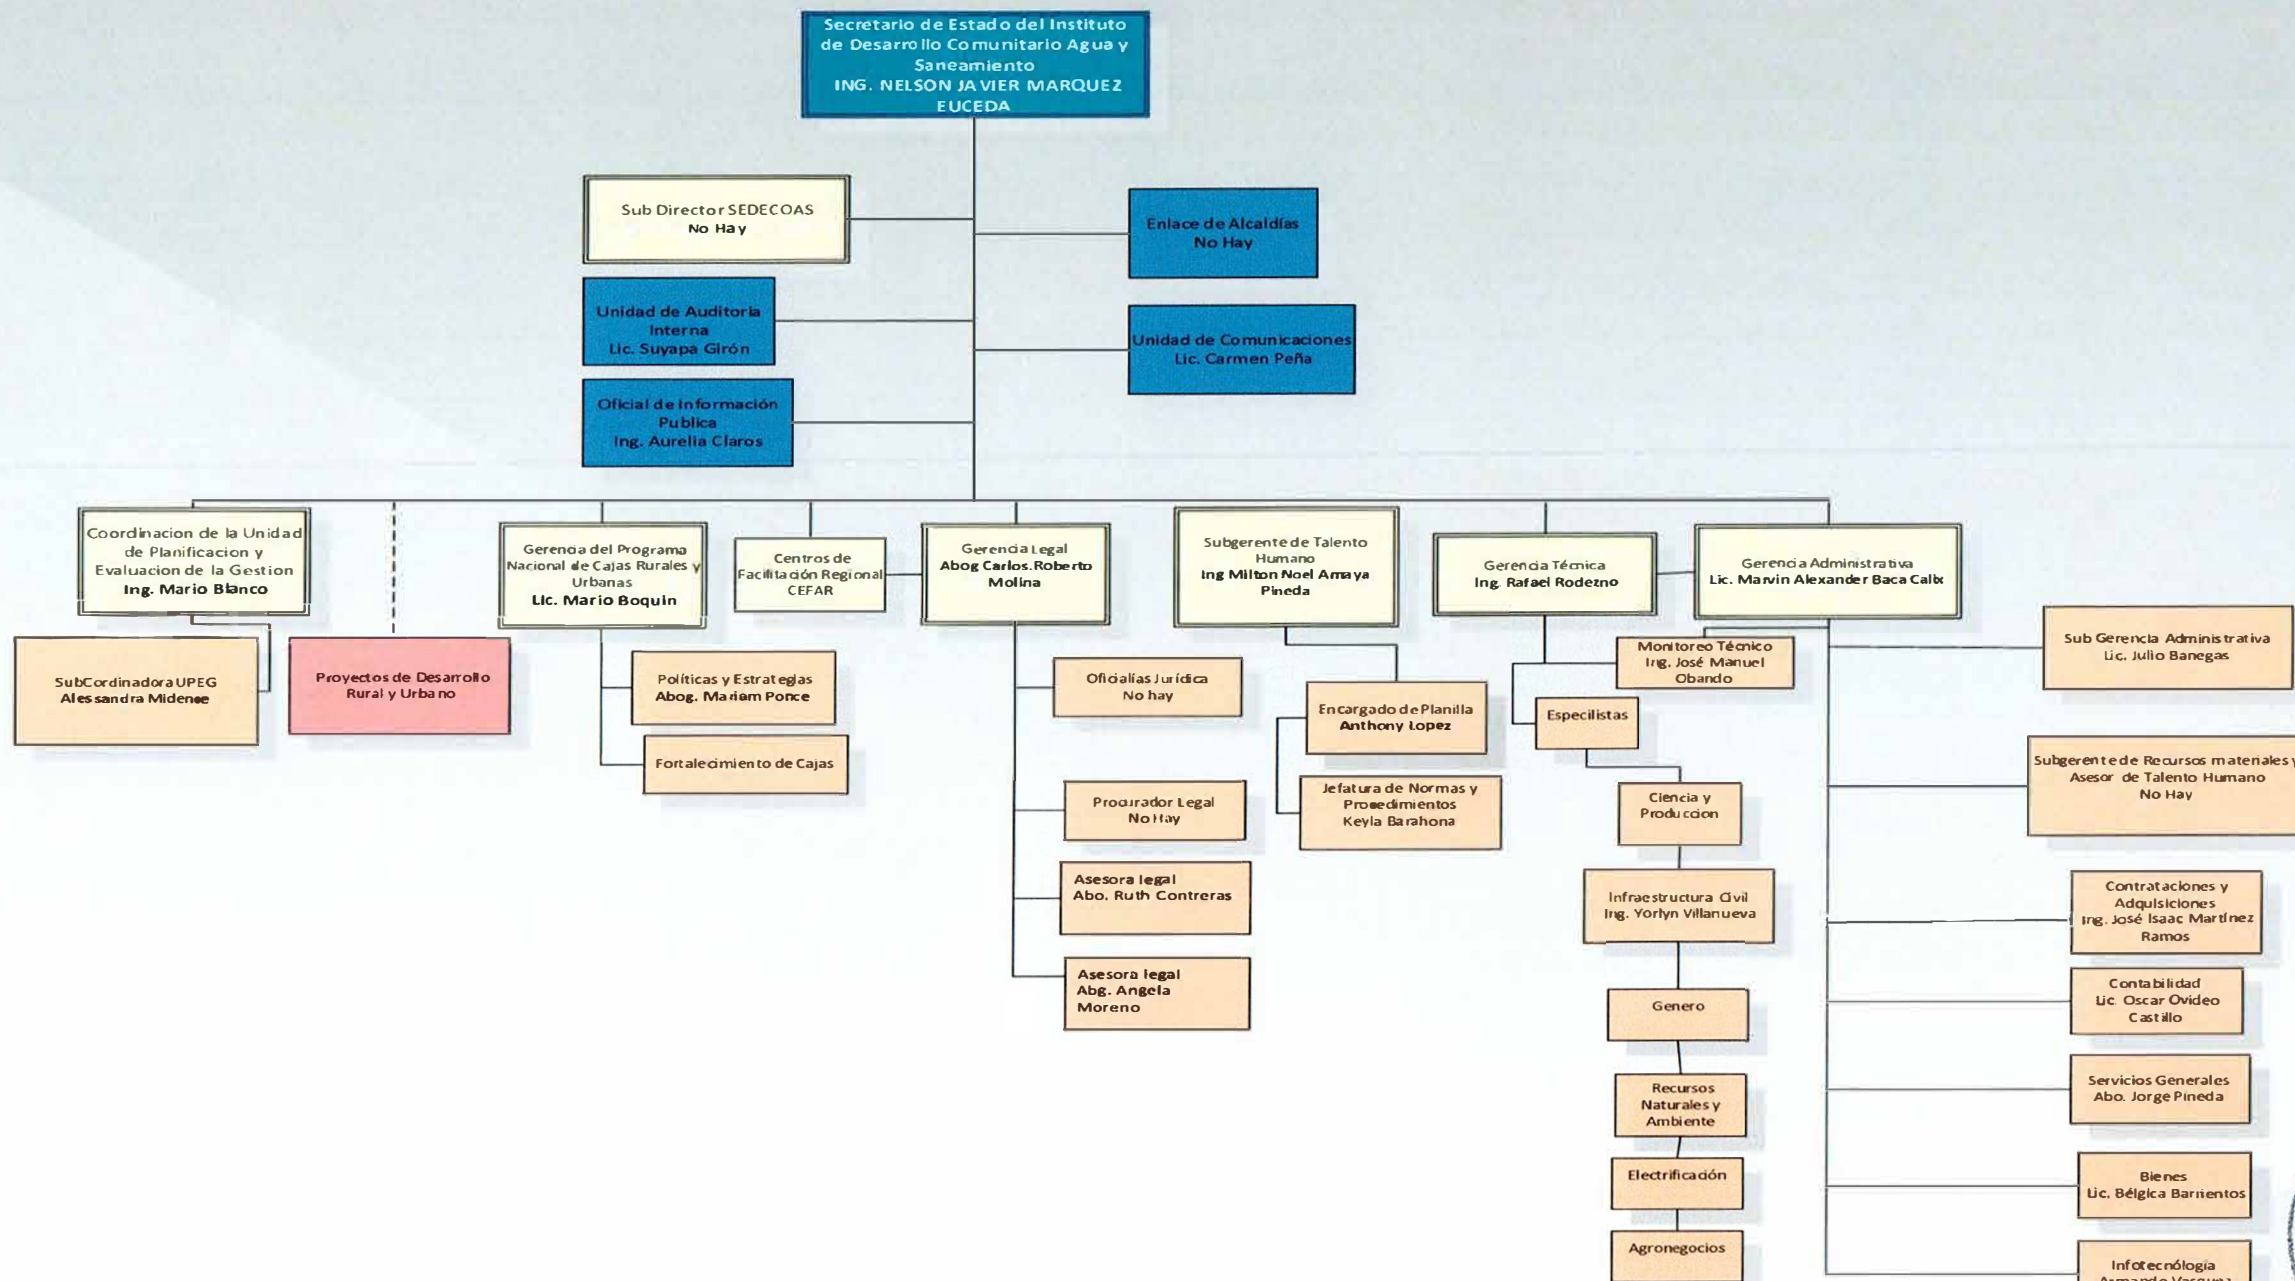 Secretario de Estado del Instituto
de Desarrollo Comunitario Agua y
Saneamiento
ING. NELSON JAVIER MARQUEZ
EUCEDA
Sub Director SEDECOAS
No Hay
Enlace de Alcaldías
No Hay
Unidad de Auditoria
Interna
Lic. Suyapa Girón
Unidad de Comunicaciones
Lic. Carmen Peña
Oficial de Información
Publica
Ing. Aurelia Claros
Coordinacion de la Unidad
de Planificacion y
Evaluacion de la Gestion
Ing. Mario Blanco
Gerencia del Programa
Nacional de Cajas Rurales y
Urbanas
Lic. Mario Boquin
Centros de
Facilitación Regional
CEFAR
Gerencia Legal
Abog Carlos.Roberto
Molina
Subgerente de Talento
Humano
Ing Milton Noel Amaya
Pineda
Gerencia Técnica
Ing. Rafael Rodezno
Gerencia Administrativa
Lic. Marvin Alexander Baca Calix
SubCordinadora UPEG
Alessandra Midence
Proyectos de Desarrollo
Rural y Urbano
Políticas y Estrategias
Abog. Mariam Ponce
Fortalecimiento de Cajas
Oficialías Jurídica
No hay
Procurador Legal
No Hay
Asesora legal
Abo. Ruth Contreras
Asesora legal
Abg. Angela
Moreno
Encargado de Planilla
Anthony Lopez
Jefatura de Normas y
Procedimientos
Keyla Barahona
Monitoreo Técnico
Ing. José Manuel
Obando
Especilistas
Ciencia y
Produccion
Infraestructura Civil
Ing. Yorlyn Villanueva
Genero
Recursos
Naturales y
Ambiente
Electrificación
Agronegocios
Sub Gerencia Administrativa
Lic. Julio Banegas
Subgerente de Recursos materiales y
Asesor de Talento Humano
No Hay
Contrataciones y
Adquisiciones
Ing. José Isaac Martínez
Ramos
Contabilidad
Lic. Oscar Ovideo
Castillo
Servicios Generales
Abo. Jorge Pineda
Bienes
Lic. Bélgica Barrientos
Infotecnólogia
Armando Vasquez